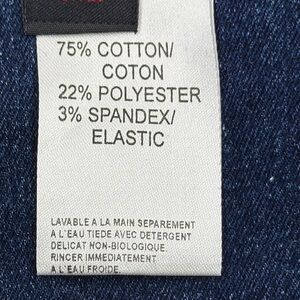 75% COTTON/
COTON
22% POLYESTER
3% SPANDEX/
ELASTIC
LAVABLE A LA MAIN SEPAREMENT
A L'EAU TIEDE AVEC DETERGENT
DELICAT NON-BIOLOGIQUE.
RINCER IMMEDIATEMENT
A L'EAU FROIDE.